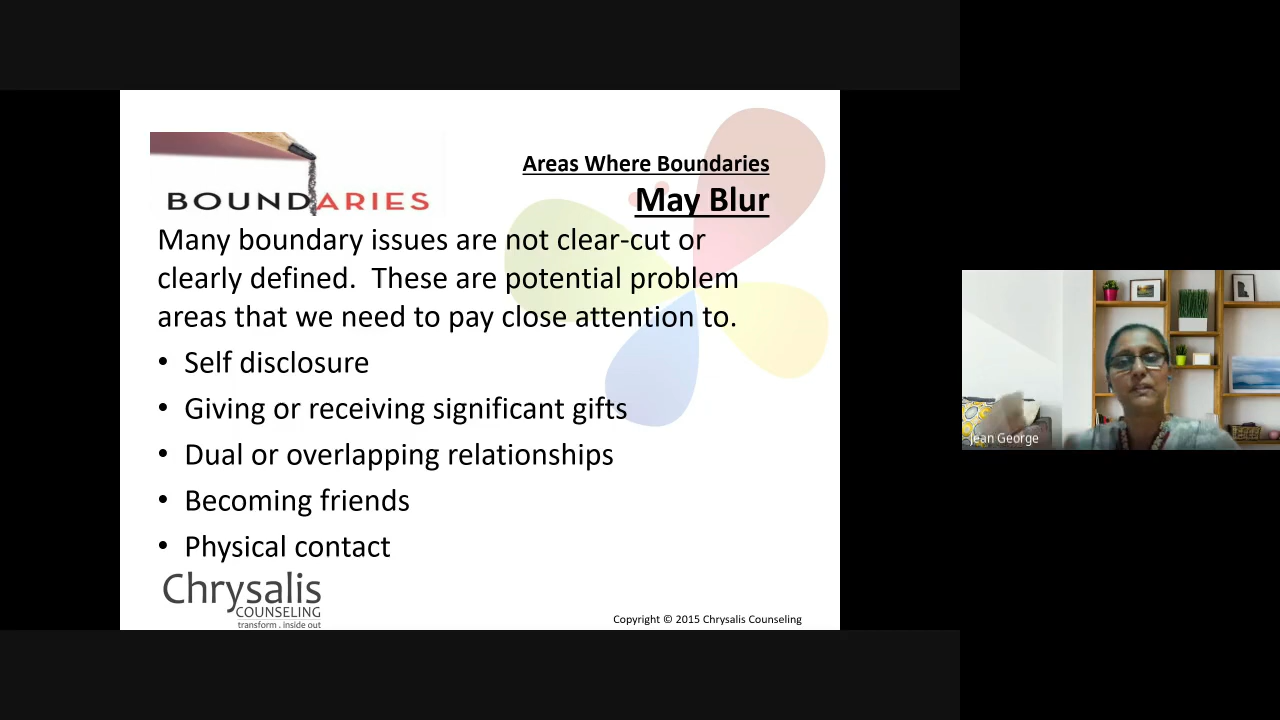 BOUNDARIES
Areas Where Boundaries
May Blur
Many boundary issues are not clear-cut or
clearly defined.  These are potential problem
areas that we need to pay close attention to.
• Self disclosure
• Giving or receiving significant gifts
• Dual or overlapping relationships
• Becoming friends
• Physical contact
Chrysalis
COUNSELING
transform . inside out
Copyright © 2015 Chrysalis Counseling
Jean George